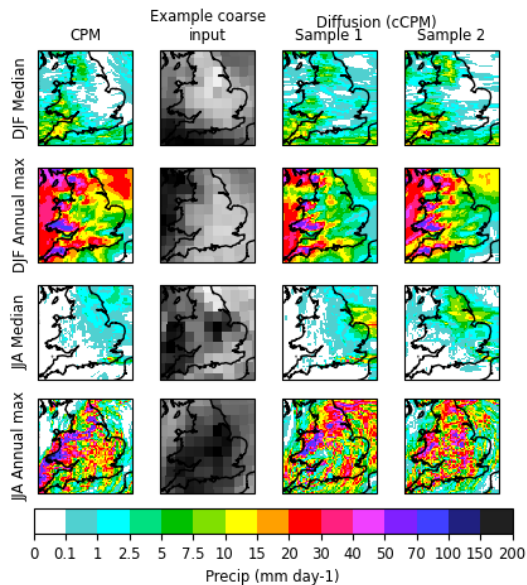 Example coarse
Diffusion (cCPM)
CPM
input
Sample 1
Sample 2
DJF Median
DJF Annual max
JJA Median
JJA Annual max
0 0.1 1 2.5 5 7.5 10 15 20 30 40 50 70 100 150 200
Precip (mm day-1)